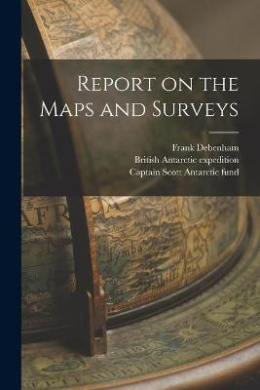 Report on the
Maps and Surveys
Frank Debenham
British Antarctic expedition
Captain Scott Antarctic fund